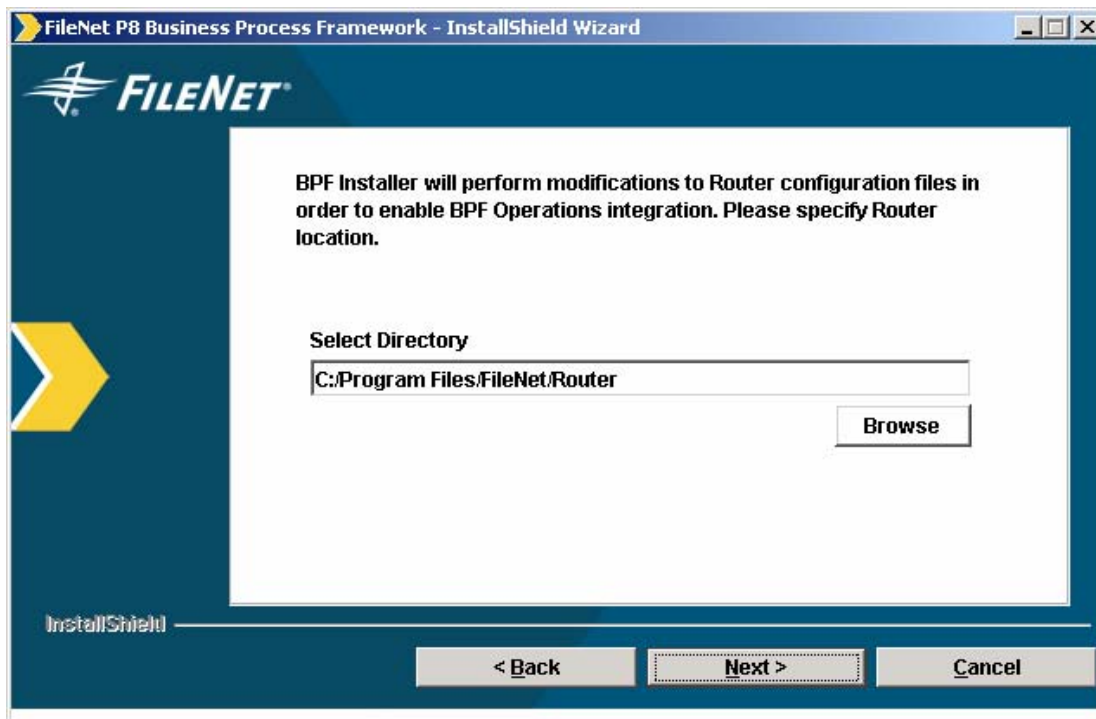 FileNet P8 Business Process Framework - InstallShield Wizard
FILENET®
BPF Installer will perform modifications to Router configuration files in
order to enable BPF Operations integration. Please specify Router
location.
Select Directory
C:/Program Files/FileNet/Router
Browse
InstallShield
< Back
Next >
Cancel